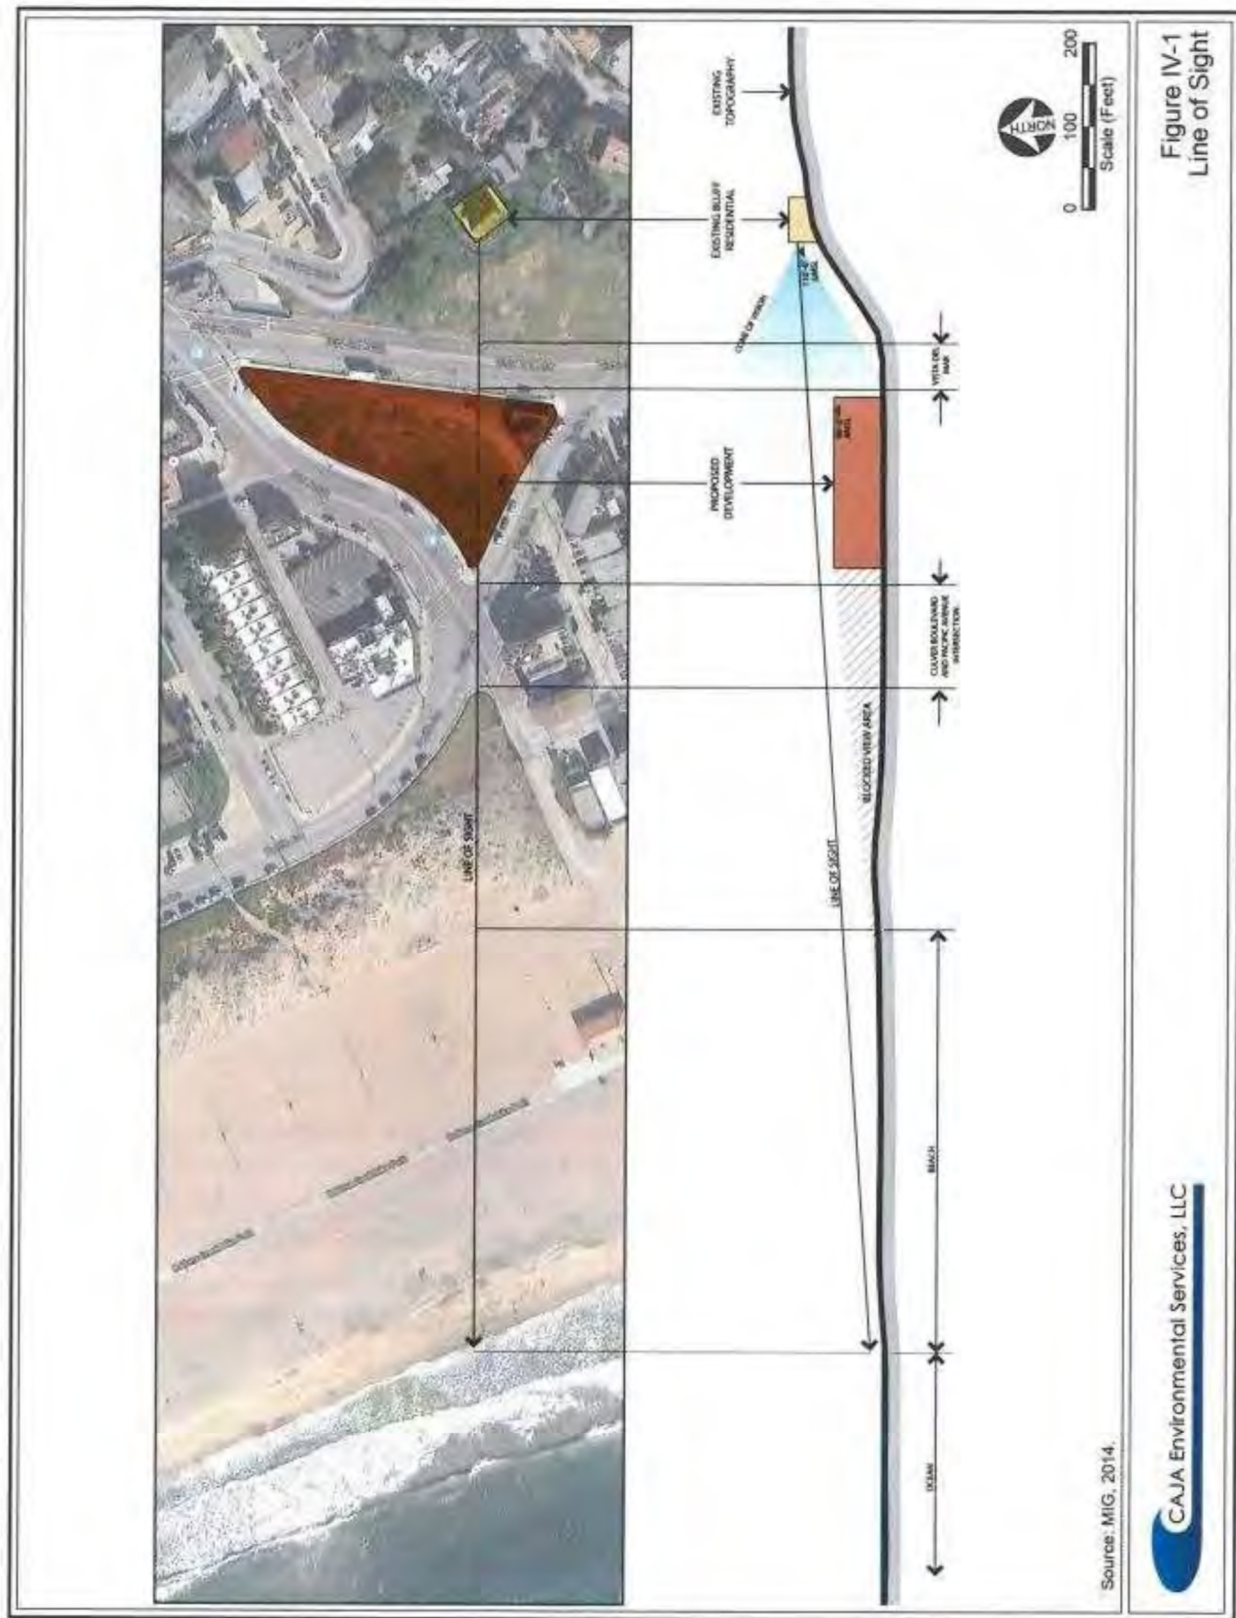 LINE OF SIGHT
EXISTING
TOPOGRAPHY
EXISTING BLUFF
RESIDENTIAL
CONE OF VISION
AMSL
VISTA DEL
MAR
PROPOSED
DEVELOPMENT
AMSL
CULVER BOULEVARD
AND PACIFIC AVENUE
INTERSECTION
BLOCKED VIEW AREA
LINE OF SIGHT
BEACH
OCEAN
NORTH
0 100 200
Scale (Feet)
Source: MIG, 2014.
CAJA Environmental Services, LLC
Figure IV-1
Line of Sight